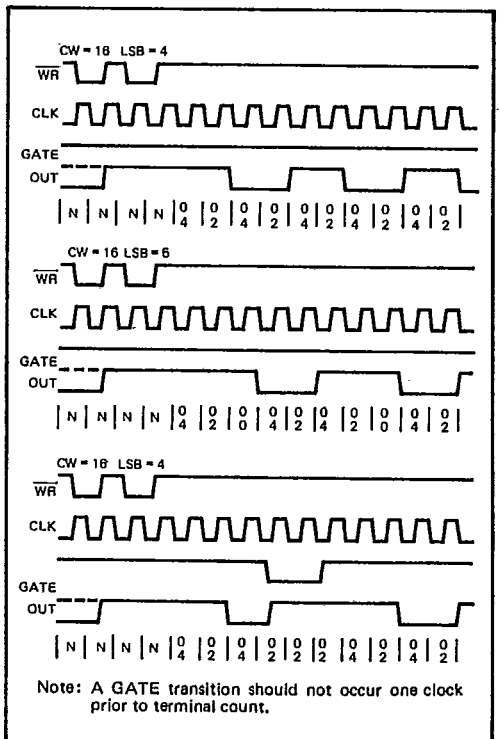 CW = 16 LSB = 4
WR
CLK
GATE
OUT
N N N N 0 0 0 0 0 0 0 0 0 0
4 2 4 2 4 2 4 2 4 2
CW = 16 LSB = 5
WR
CLK
GATE
OUT
N N N N 0 0 0 0 0 0 0 0 0 0
4 2 0 4 2 4 2 0 4 2
CW = 16 LSB = 4
WR
CLK
GATE
OUT
N N N N 0 0 0 0 0 0 0 0 0 0
4 2 4 2 2 2 4 2 4 2
Note: A GATE transition should not occur one clock
prior to terminal count.